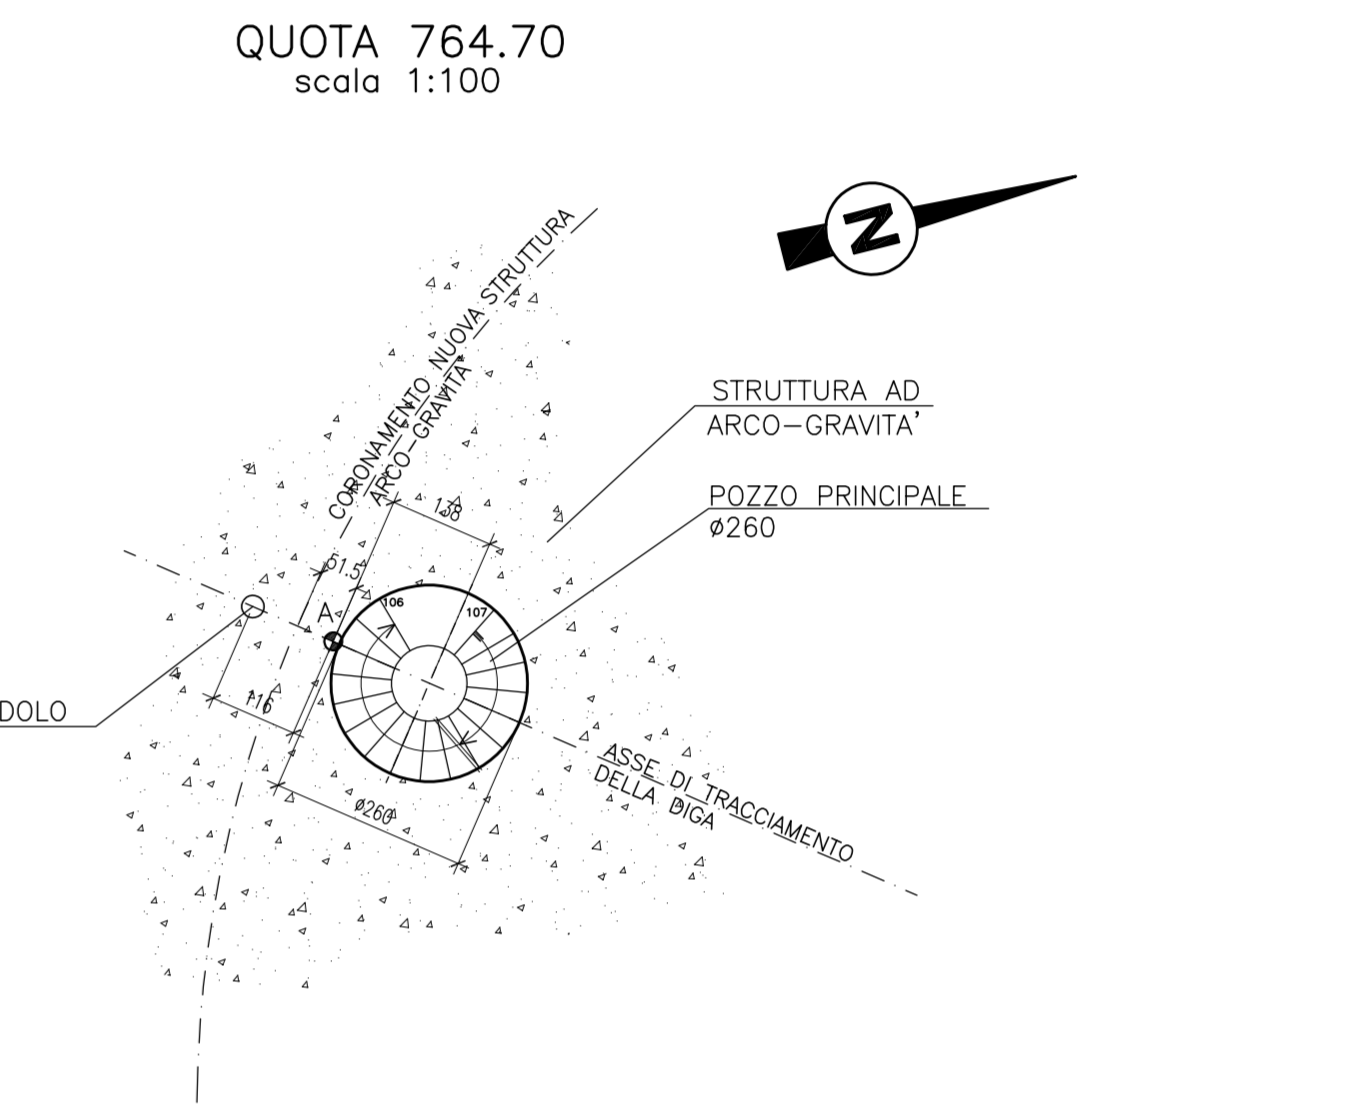 QUOTA 764.70
scala 1:100
N
CORONAMENTO NUOVA STRUTTURA
ARCO-GRAVITA'
STRUTTURA AD
ARCO-GRAVITA'
POZZO PRINCIPALE
ø260
138
51.5
A
106
107
DOLO
116
ø260
ASSE DI TRACCIAMENTO
DELLA DIGA